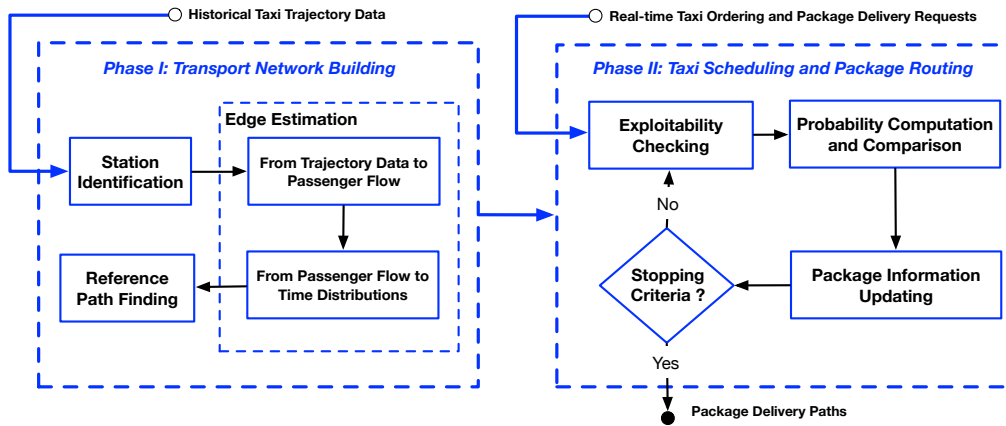 Historical Taxi Trajectory Data
Phase I: Transport Network Building
Station
Identification
Edge Estimation
From Trajectory Data to
Passenger Flow
From Passenger Flow to
Time Distributions
Reference
Path Finding
Real-time Taxi Ordering and Package Delivery Requests
Phase II: Taxi Scheduling and Package Routing
Exploitability
Checking
Probability Computation
and Comparison
Package Information
Updating
Stopping
Criteria ?
No
Yes
Package Delivery Paths